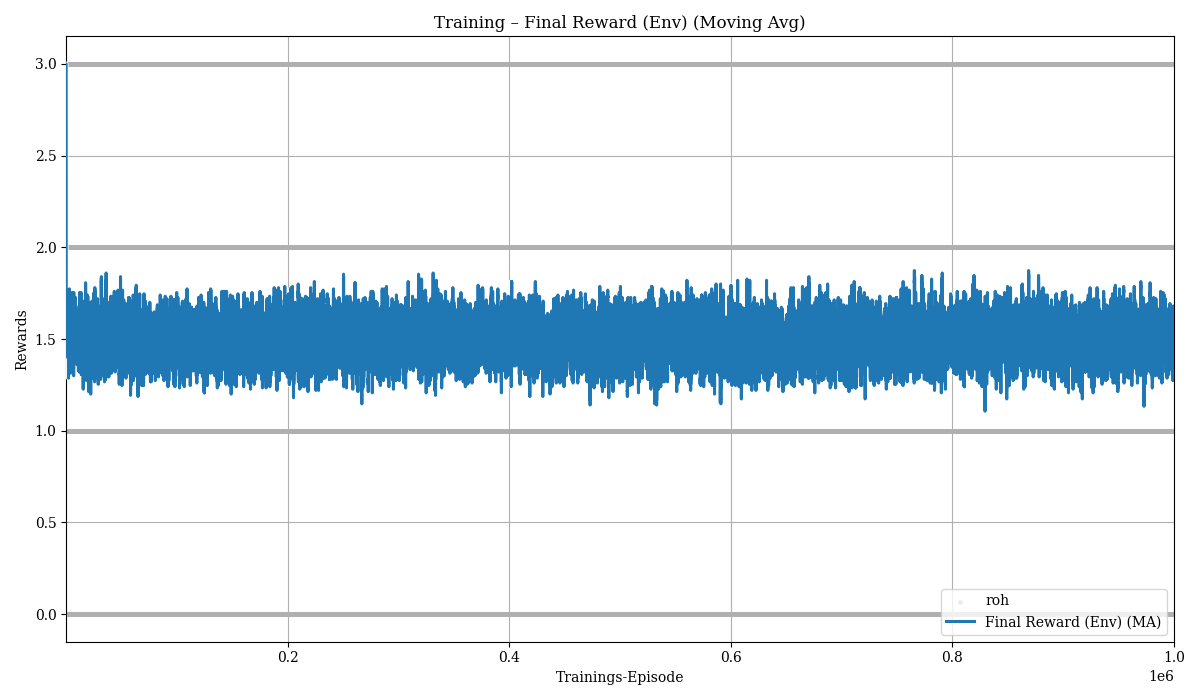 Training – Final Reward (Env) (Moving Avg)
Rewards
3.0
2.5
2.0
1.5
1.0
0.5
0.0
0.2
0.4
0.6
0.8
1.0
1e6
Trainings-Episode
roh
Final Reward (Env) (MA)